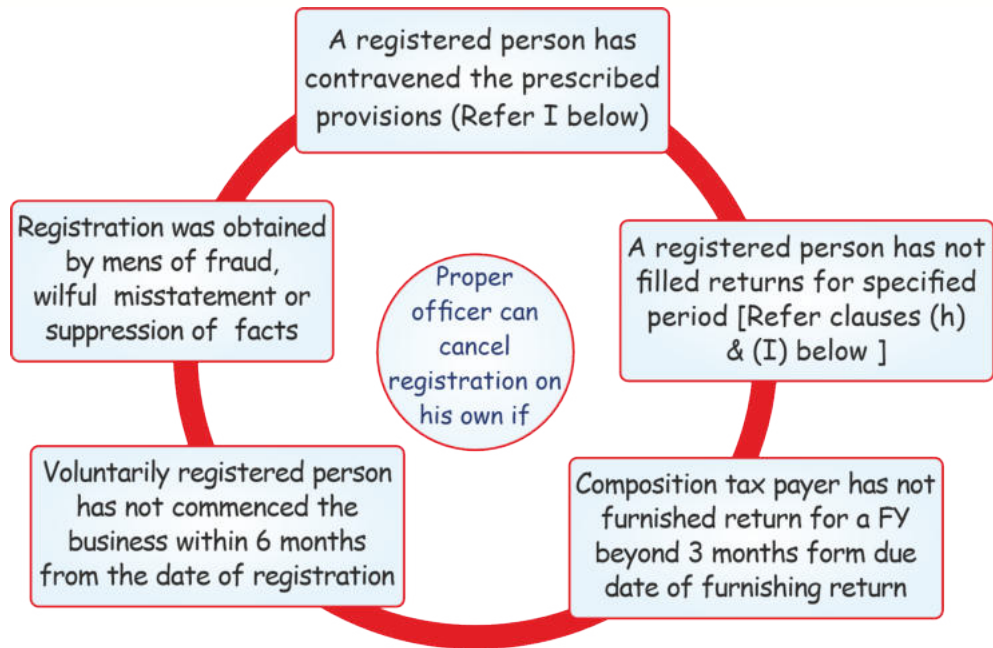 A registered person has
contravened the prescribed
provisions (Refer I below)
Registration was obtained
by mens of fraud,
wilful misstatement or
suppression of facts
Proper
officer can
cancel
registration on
his own if
A registered person has not
filled returns for specified
period [Refer clauses (h)
& (I) below ]
Voluntarily registered person
has not commenced the
business within 6 months
from the date of registration
Composition tax payer has not
furnished return for a FY
beyond 3 months form due
date of furnishing return